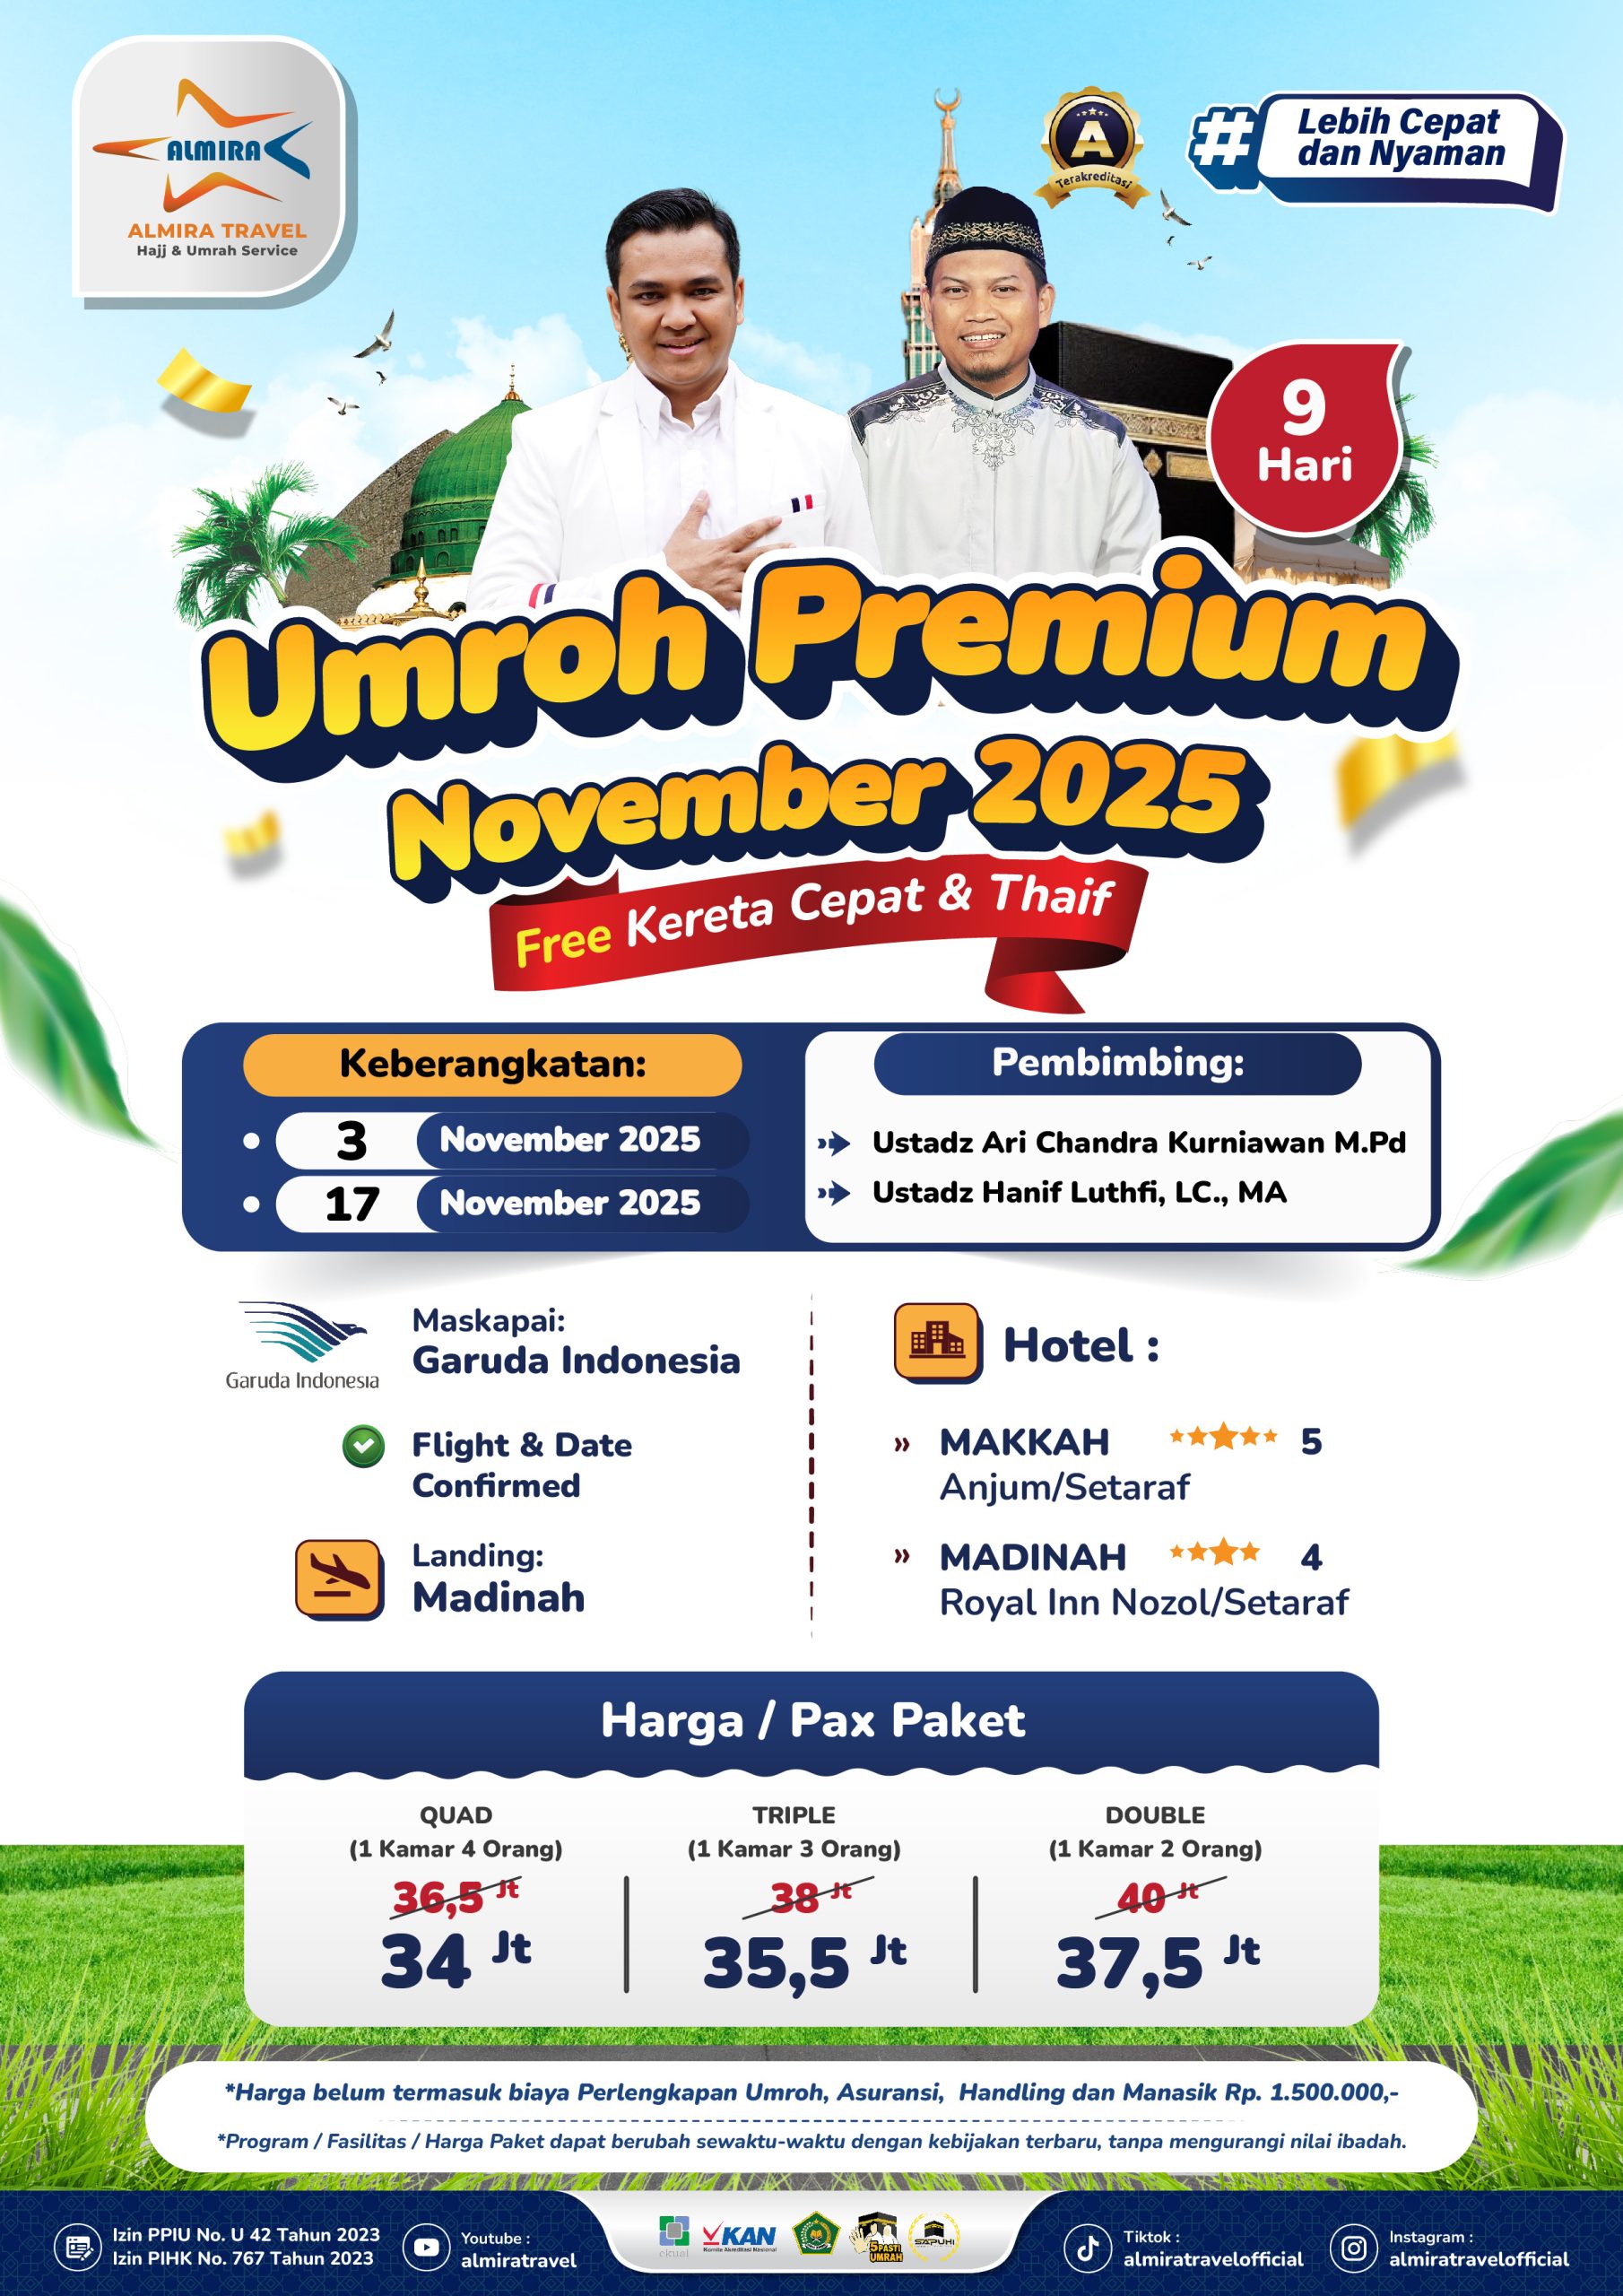 ALMIRA
ALMIRA TRAVEL
Hajj & Umrah Service
A
Terakreditasi
# Lebih Cepat
dan Nyaman
9
Hari
Umroh Premium
November 2025
Free Kereta Cepat & Thaif
Keberangkatan:
3 November 2025
17 November 2025
Pembimbing:
Ustadz Ari Chandra Kurniawan M.Pd
Ustadz Hanif Luthfi, LC., MA
Garuda Indonesia
Maskapai:
Garuda Indonesia
Flight & Date
Confirmed
Landing:
Madinah
Hotel :
MAKKAH 5
Anjum/Setaraf
MADINAH 4
Royal Inn Nozol/Setaraf
Harga / Pax Paket
QUAD
(1 Kamar 4 Orang)
36,5 Jt
34 Jt
TRIPLE
(1 Kamar 3 Orang)
38 Jt
35,5 Jt
DOUBLE
(1 Kamar 2 Orang)
40 Jt
37,5 Jt
*Harga belum termasuk biaya Perlengkapan Umroh, Asuransi, Handling dan Manasik Rp. 1.500.000,-
*Program / Fasilitas / Harga Paket dapat berubah sewaktu-waktu dengan kebijakan terbaru, tanpa mengurangi nilai ibadah.
Izin PPIU No. U 42 Tahun 2023
Izin PIHK No. 767 Tahun 2023
Youtube :
almiratravel
KAN
Komite Akreditasi Nasional
5 PASTI
UMRAH
SAPUHI
Tiktok :
almiratravelofficial
Instagram :
almiratravelofficial